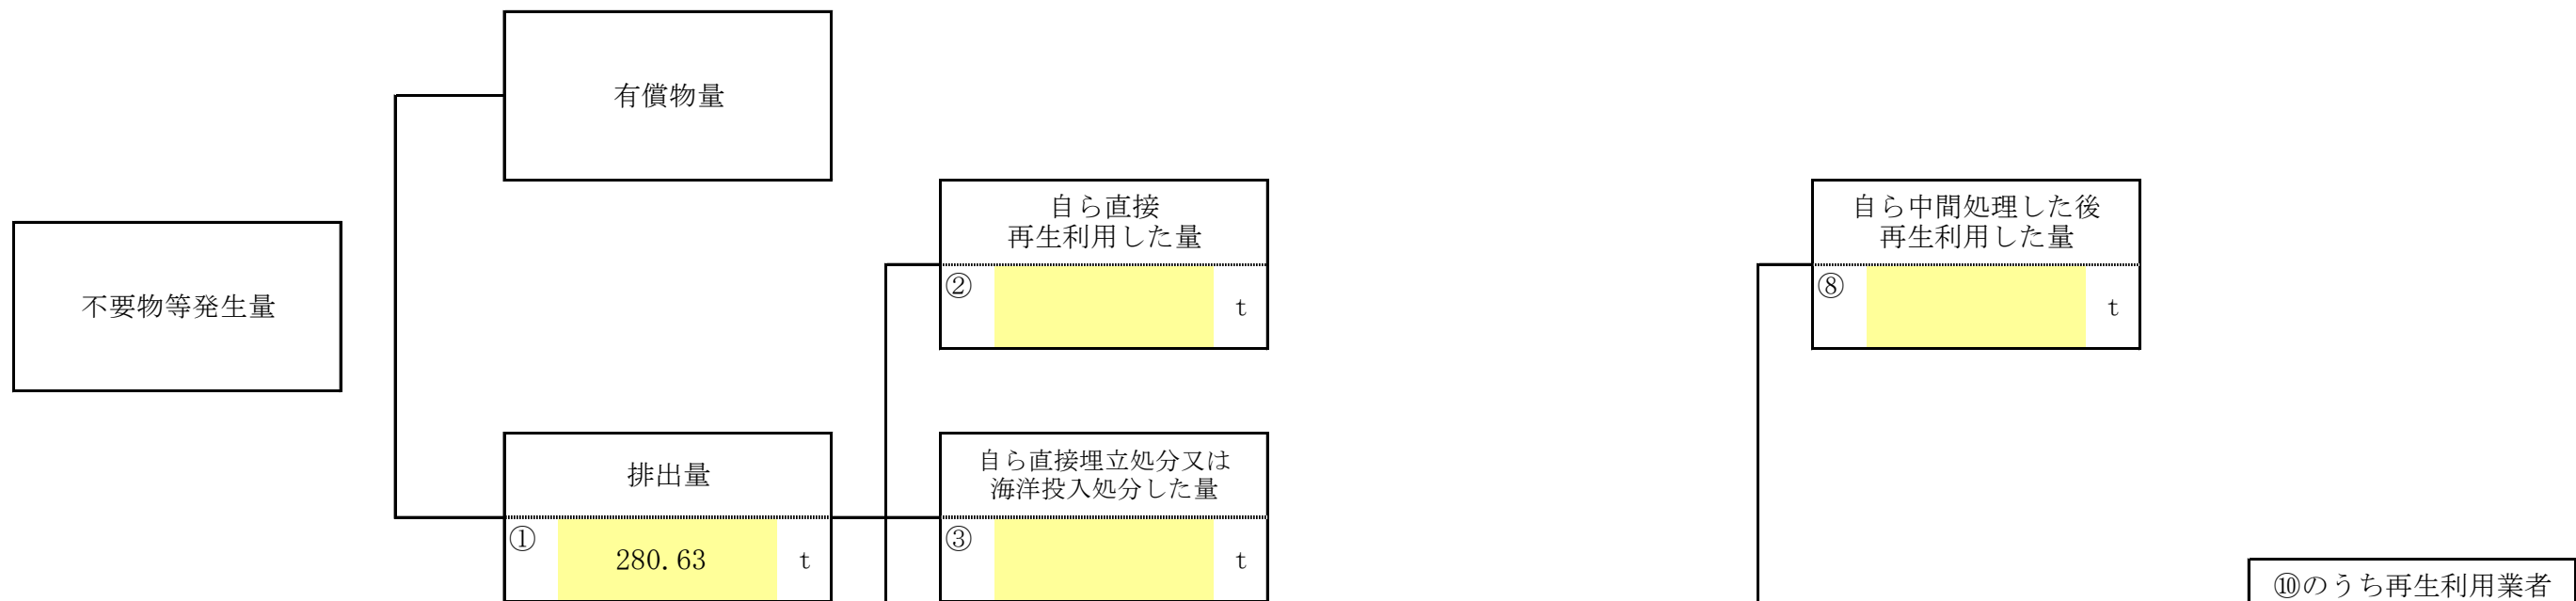 有償物量
自ら直接
再生利用した量
② t
自ら中間処理した後
再生利用した量
⑧ t
不要物等発生量
排出量
① 280.63 t
自ら直接埋立処分又は
海洋投入処分した量
③ t
⑩のうち再生利用業者